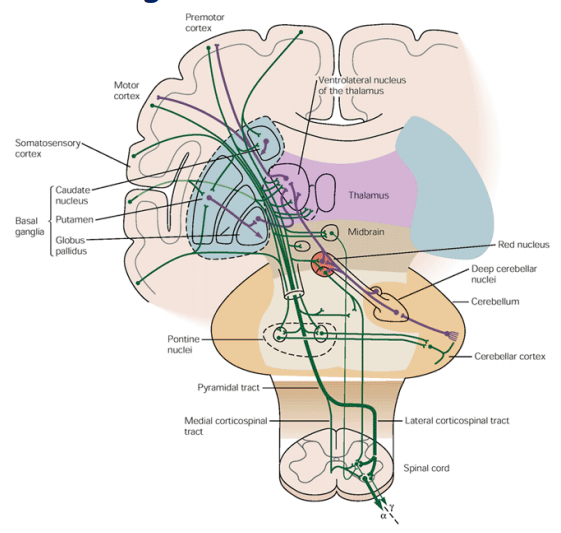 Premotor
cortex
Motor
cortex
Ventrolateral nucleus
of the thalamus
Somatosensory
cortex
Caudate
nucleus
Basal
ganglia
Putamen
Globus
pallidus
Thalamus
Midbrain
Red nucleus
Deep cerebellar
nuclei
Cerebellum
Pontine
nuclei
Cerebellar cortex
Pyramidal tract
Medial corticospinal
tract
Lateral corticospinal tract
Spinal cord
γ
α